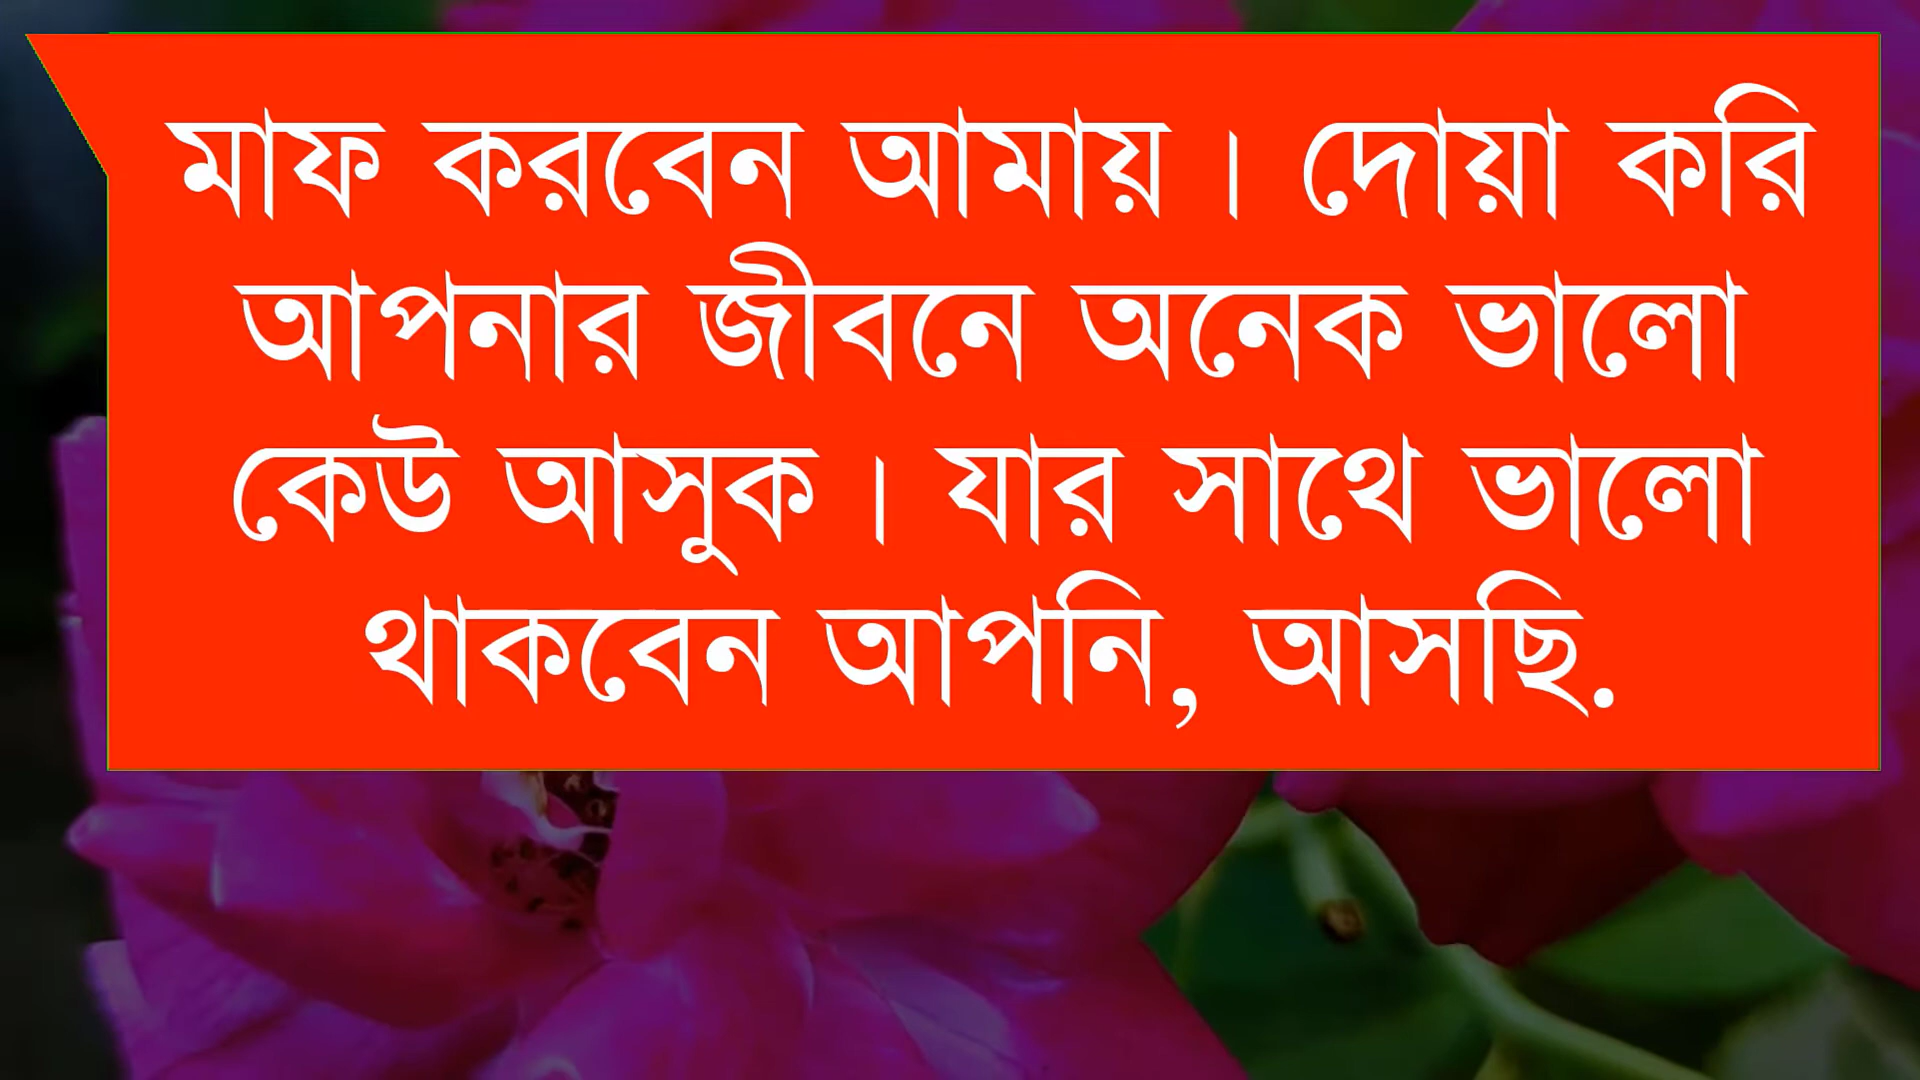 মাফ করবেন আমায়। দোয়া করি
আপনার জীবনে অনেক ভালো
কেউ আসুক। যার সাথে ভালো
থাকবেন আপনি, আসছি.